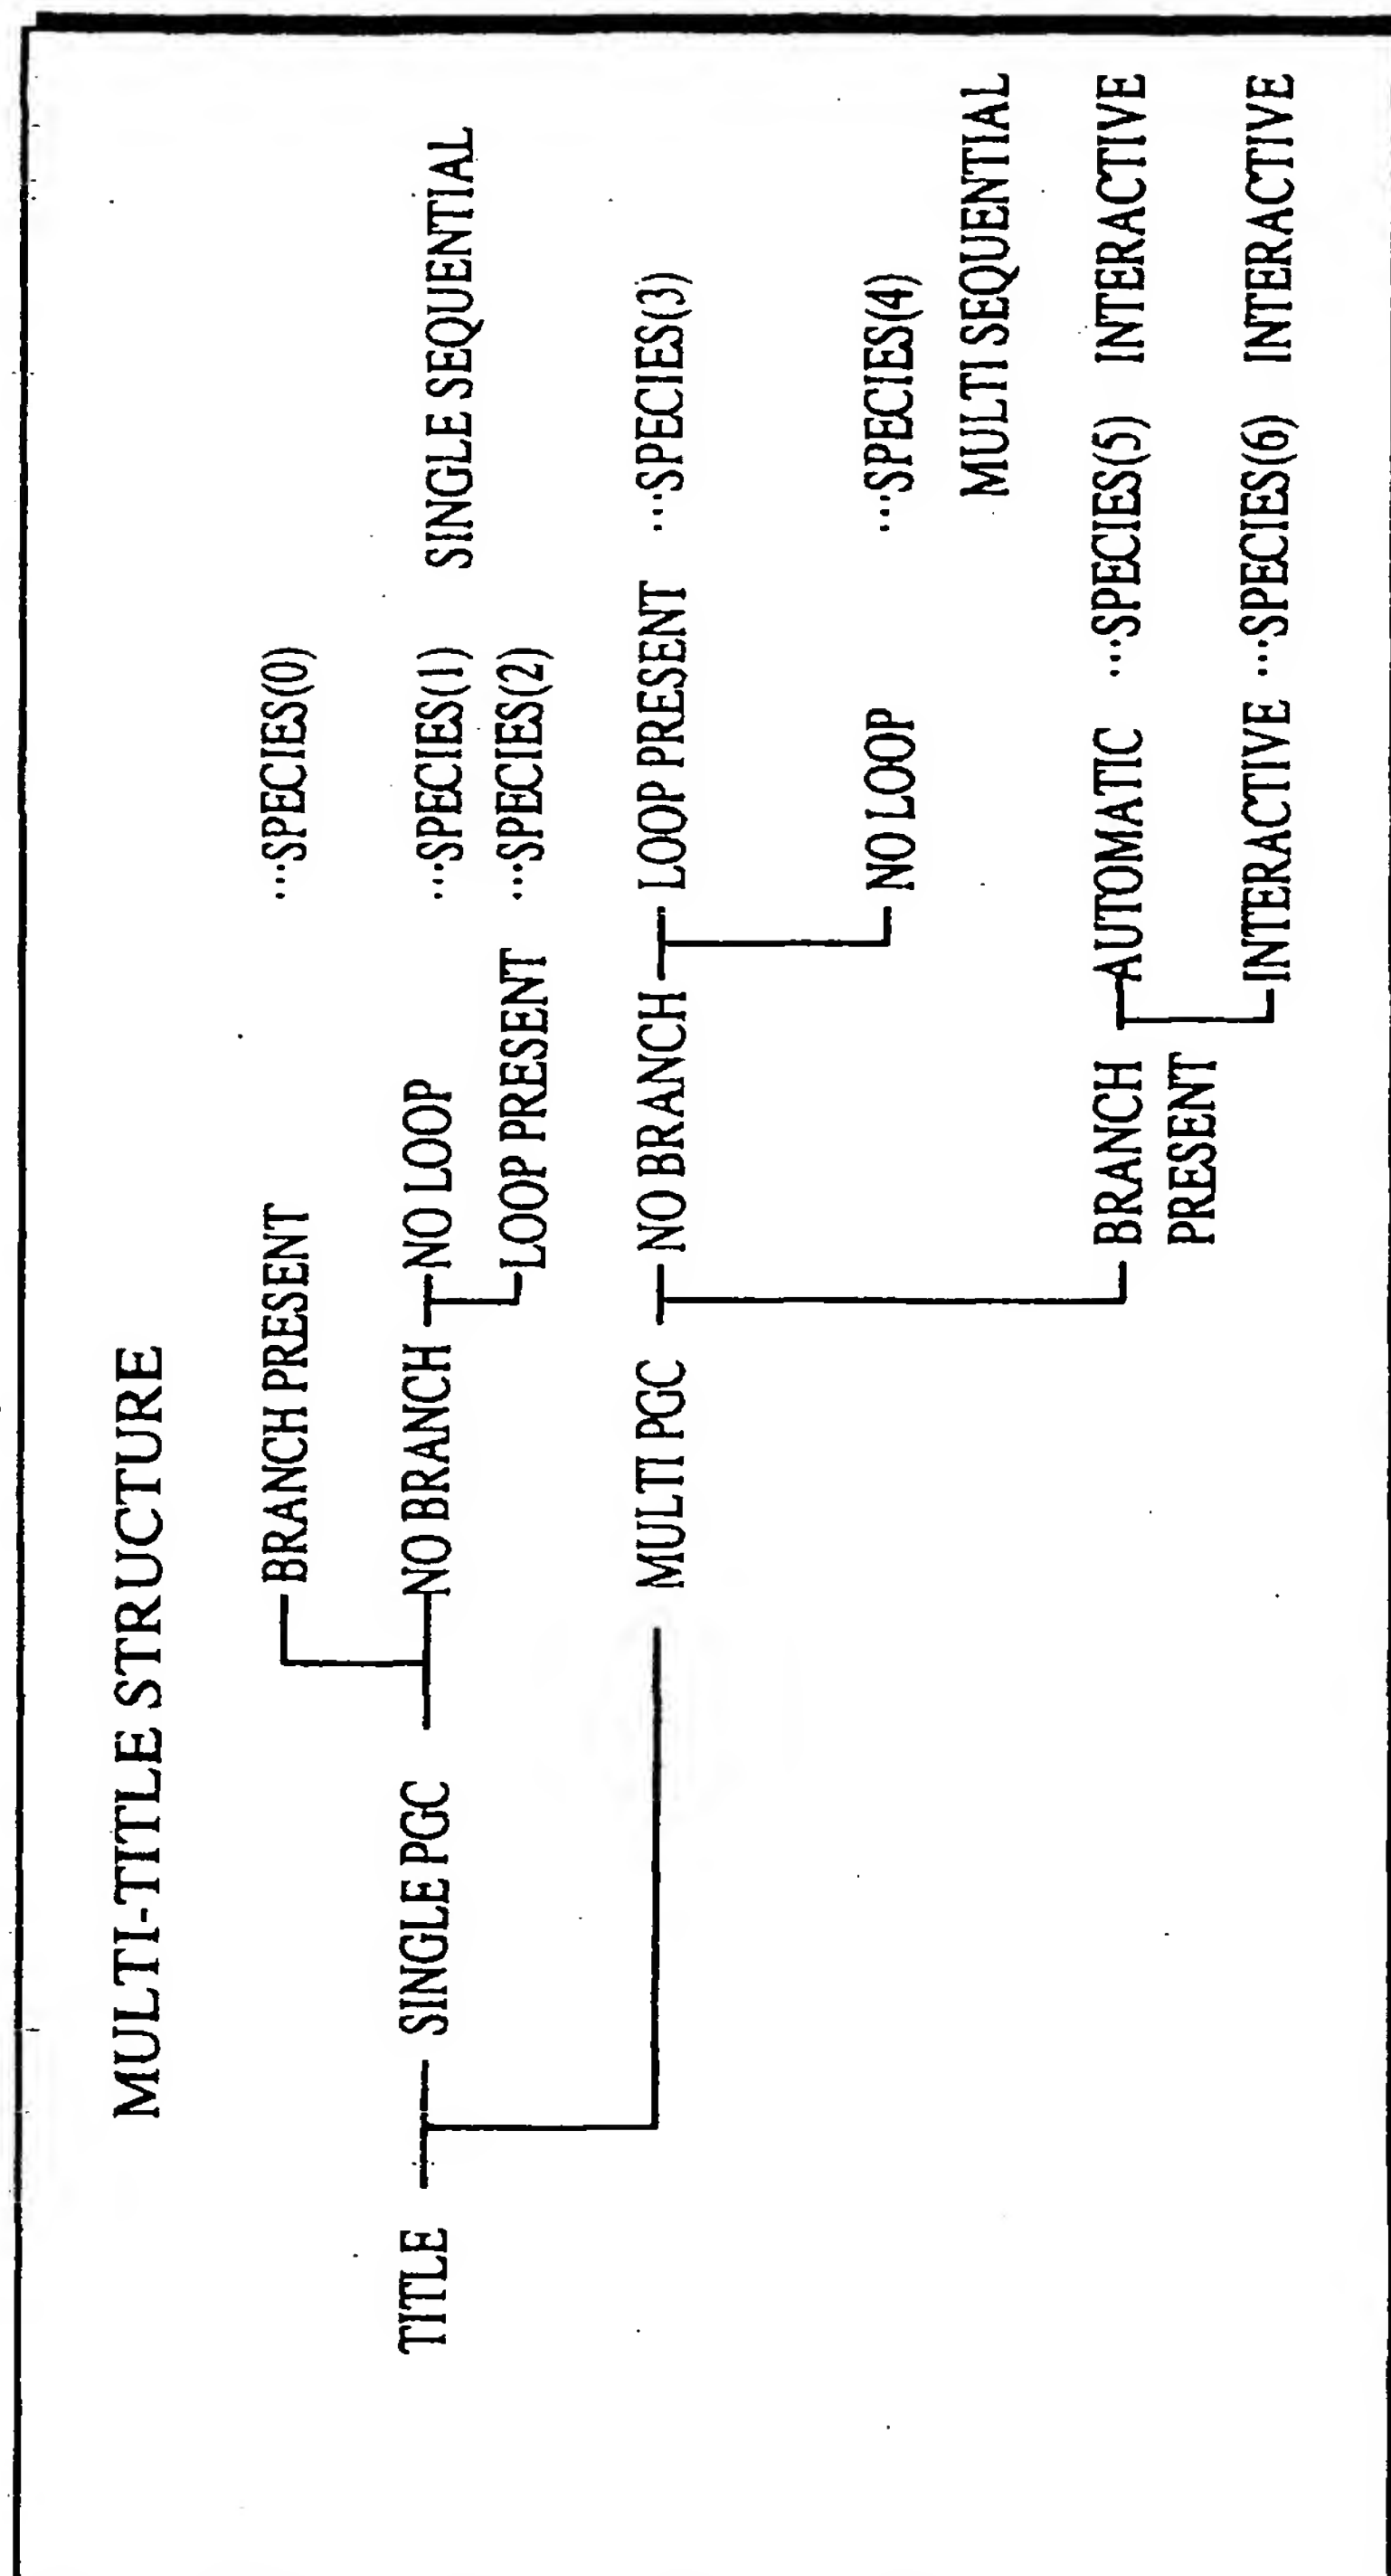 MULTI-TITLE STRUCTURE
BRANCH PRESENT ...SPECIES(0)
TITLE SINGLE PGC NO BRANCH NO LOOP ...SPECIES(1) SINGLE SEQUENTIAL
LOOP PRESENT ...SPECIES(2)
MULTI PGC NO BRANCH LOOP PRESENT ...SPECIES(3)
NO LOOP ...SPECIES(4)
MULTI SEQUENTIAL
BRANCH AUTOMATIC ...SPECIES(5) INTERACTIVE
PRESENT
INTERACTIVE ...SPECIES(6) INTERACTIVE